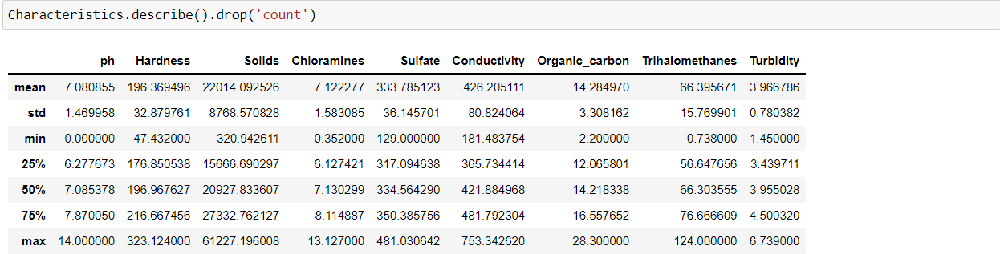 Characteristics.describe().drop('count')
ph Hardness Solids Chloramines Sulfate Conductivity Organic_carbon Trihalomethanes Turbidity
mean 7.080855 196.369496 22014.092526 7.122277 333.785123 426.205111 14.284970 66.395671 3.966786
std 1.469958 32.879761 8768.570828 1.583085 36.145701 80.824064 3.308162 15.769901 0.780382
min 0.000000 47.432000 320.942611 0.352000 129.000000 181.483754 2.200000 0.738000 1.450000
25% 6.277673 176.850538 15666.690297 6.127421 317.094638 365.734414 12.065801 56.647656 3.439711
50% 7.085378 196.967627 20927.833607 7.130299 334.564290 421.884968 14.218338 66.303555 3.955028
75% 7.870050 216.667456 27332.762127 8.114887 350.385756 481.792304 16.557652 76.666609 4.500320
max 14.000000 323.124000 61227.196008 13.127000 481.030642 753.342620 28.300000 124.000000 6.739000